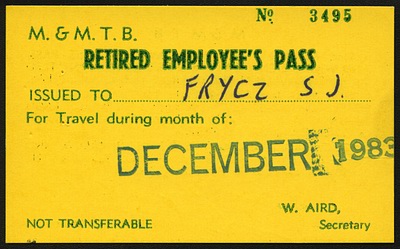 Nº 3495
M. & M. T. B.
RETIRED EMPLOYEE'S PASS
ISSUED TO FRYCZ S J.
For Travel during month of:
DECEMBER 1983
W. AIRD,
NOT TRANSFERABLE Secretary